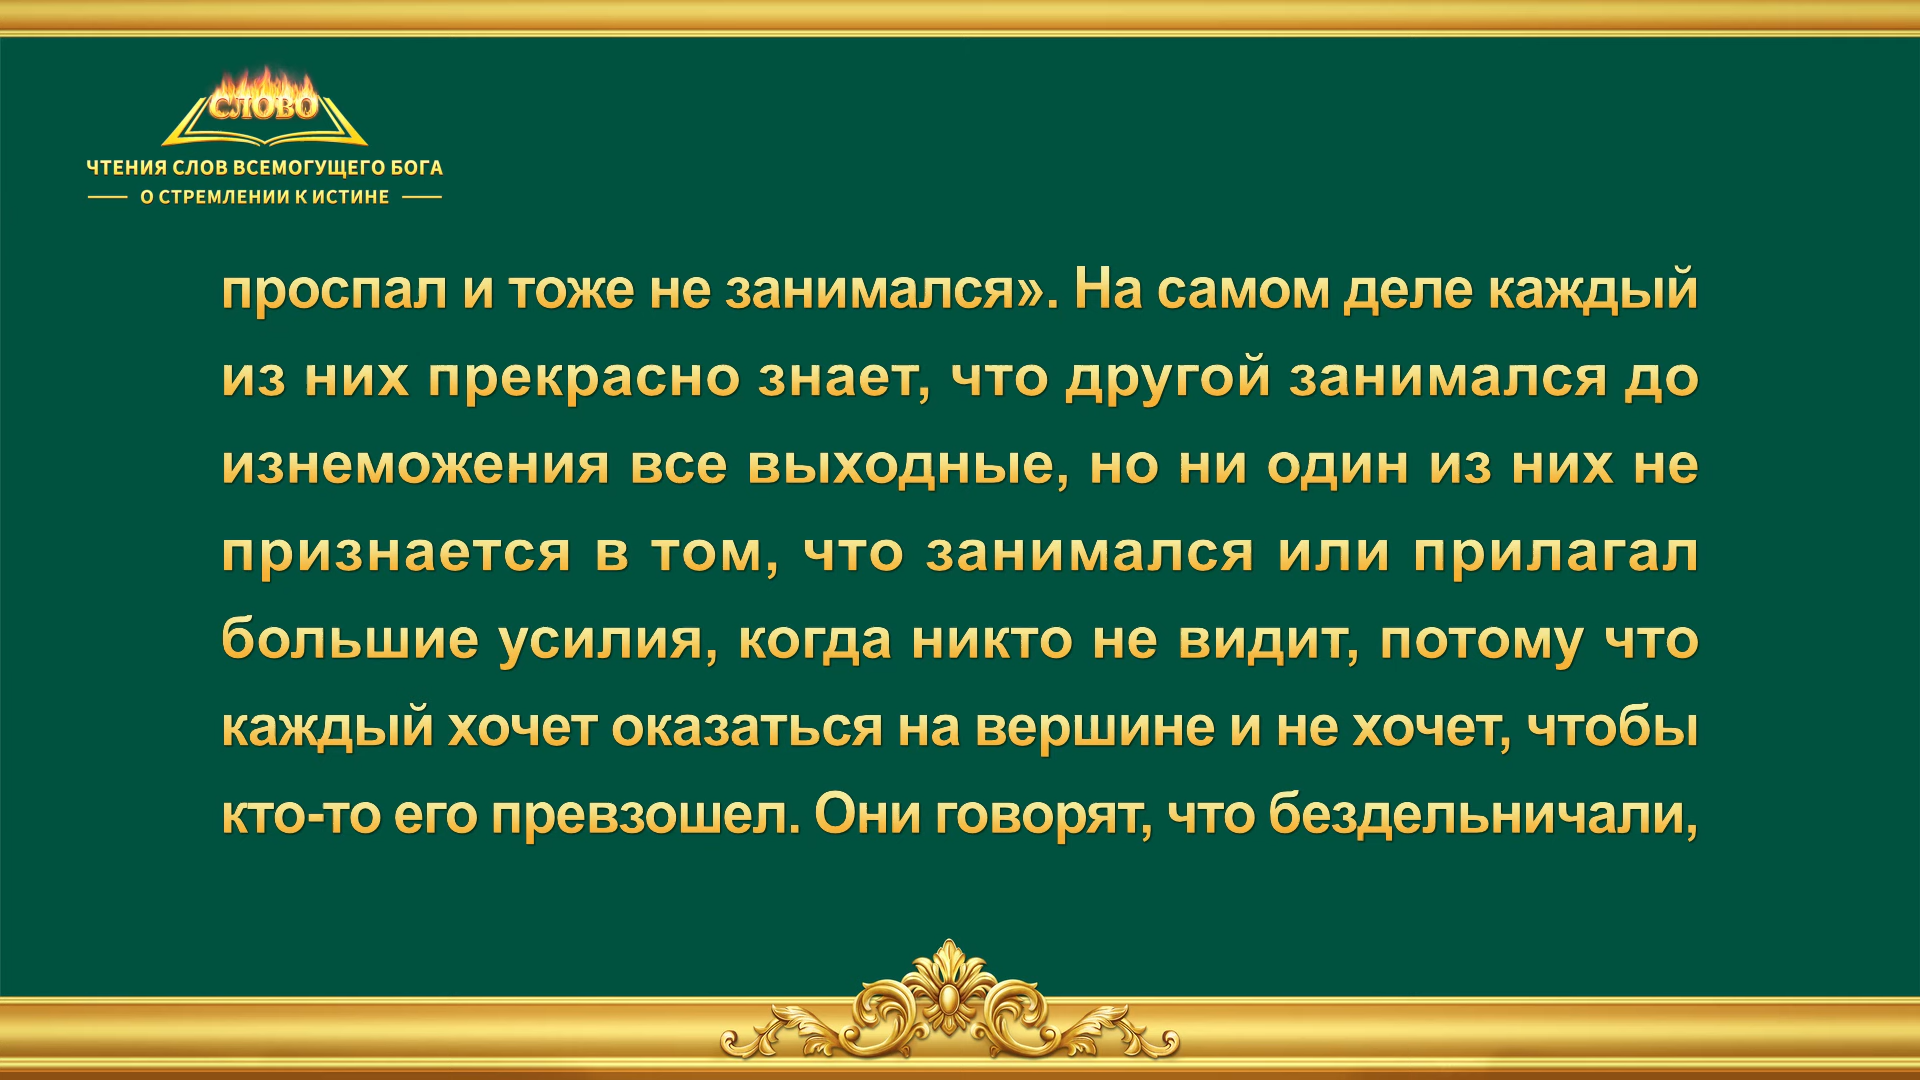 СЛОВО
ЧТЕНИЯ СЛОВ ВСЕМОГУЩЕГО БОГА
О СТРЕМЛЕНИИ К ИСТИНЕ
проспал и тоже не занимался». На самом деле каждый
из них прекрасно знает, что другой занимался до
изнеможения все выходные, но ни один из них не
признается в том, что занимался или прилагал
большие усилия, когда никто не видит, потому что
каждый хочет оказаться на вершине и не хочет, чтобы
кто-то его превзошел. Они говорят, что бездельничали,